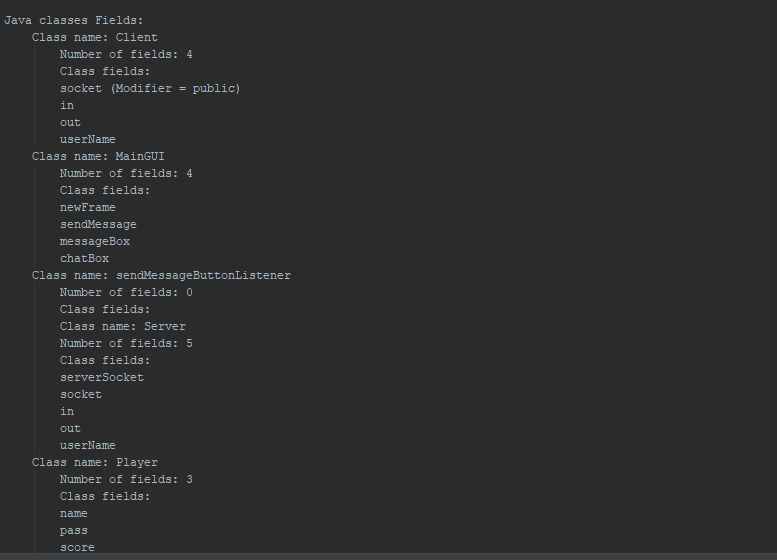 Java classes Fields:
Class name: Client
Number of fields: 4
Class fields:
socket (Modifier = public)
in
out
userName
Class name: MainGUI
Number of fields: 4
Class fields:
newFrame
sendMessage
messageBox
chatBox
Class name: sendMessageButtonListener
Number of fields: 0
Class fields:
Class name: Server
Number of fields: 5
Class fields:
serverSocket
socket
in
out
userName
Class name: Player
Number of fields: 3
Class fields:
name
pass
score